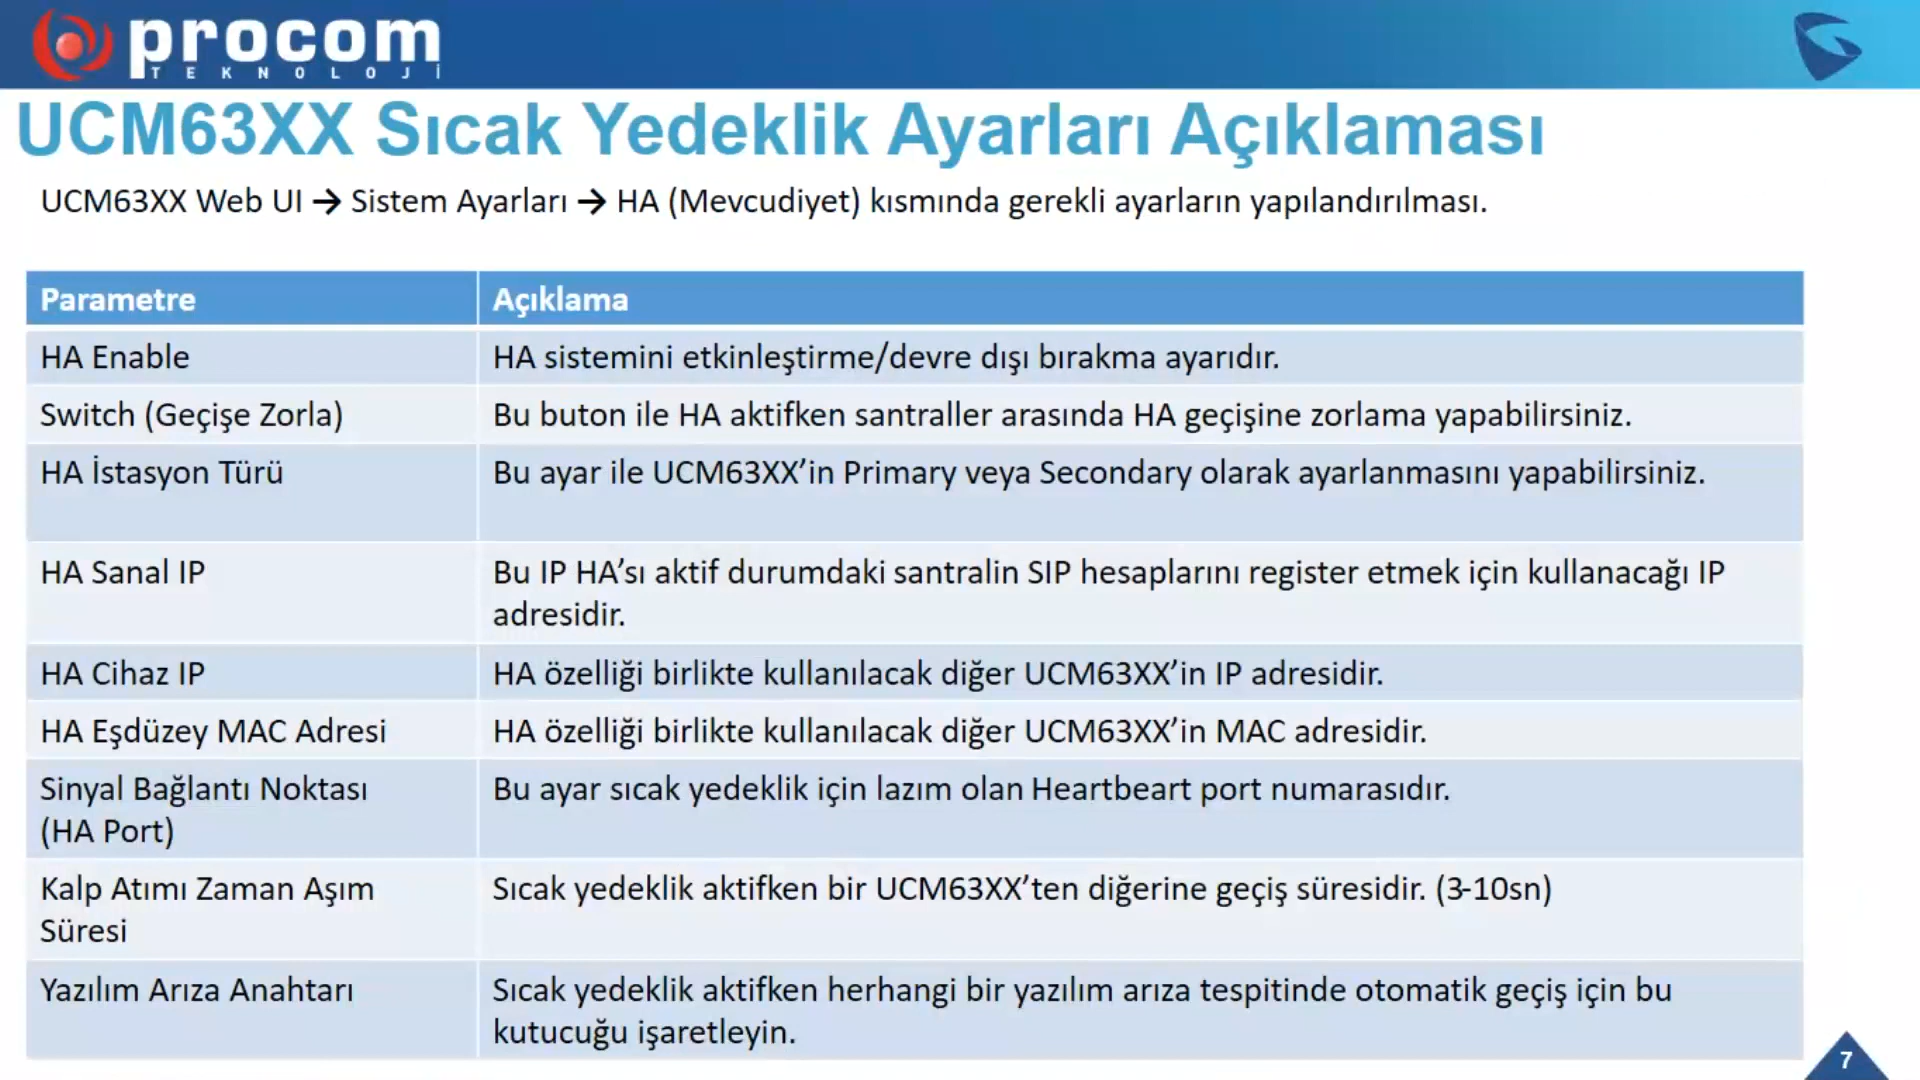 procom
TEKNOLOJİ
UCM63XX Sıcak Yedeklik Ayarları Açıklaması
UCM63XX Web UI → Sistem Ayarları → HA (Mevcudiyet) kısmında gerekli ayarların yapılandırılması.
Parametre Açıklama
HA Enable HA sistemini etkinleştirme/devre dışı bırakma ayarıdır.
Switch (Geçişe Zorla) Bu buton ile HA aktifken santraller arasında HA geçişine zorlama yapabilirsiniz.
HA İstasyon Türü Bu ayar ile UCM63XX’in Primary veya Secondary olarak ayarlanmasını yapabilirsiniz.
HA Sanal IP Bu IP HA’sı aktif durumdaki santralin SIP hesaplarını register etmek için kullanacağı IP
adresidir.
HA Cihaz IP HA özelliği birlikte kullanılacak diğer UCM63XX’in IP adresidir.
HA Eşdüzey MAC Adresi HA özelliği birlikte kullanılacak diğer UCM63XX’in MAC adresidir.
Sinyal Bağlantı Noktası Bu ayar sıcak yedeklik için lazım olan Heartbeart port numarasıdır.
(HA Port)
Kalp Atımı Zaman Aşım Sıcak yedeklik aktifken bir UCM63XX’ten diğerine geçiş süresidir. (3-10sn)
Süresi
Yazılım Arıza Anahtarı Sıcak yedeklik aktifken herhangi bir yazılım arıza tespitinde otomatik geçiş için bu
kutucuğu işaretleyin.
7